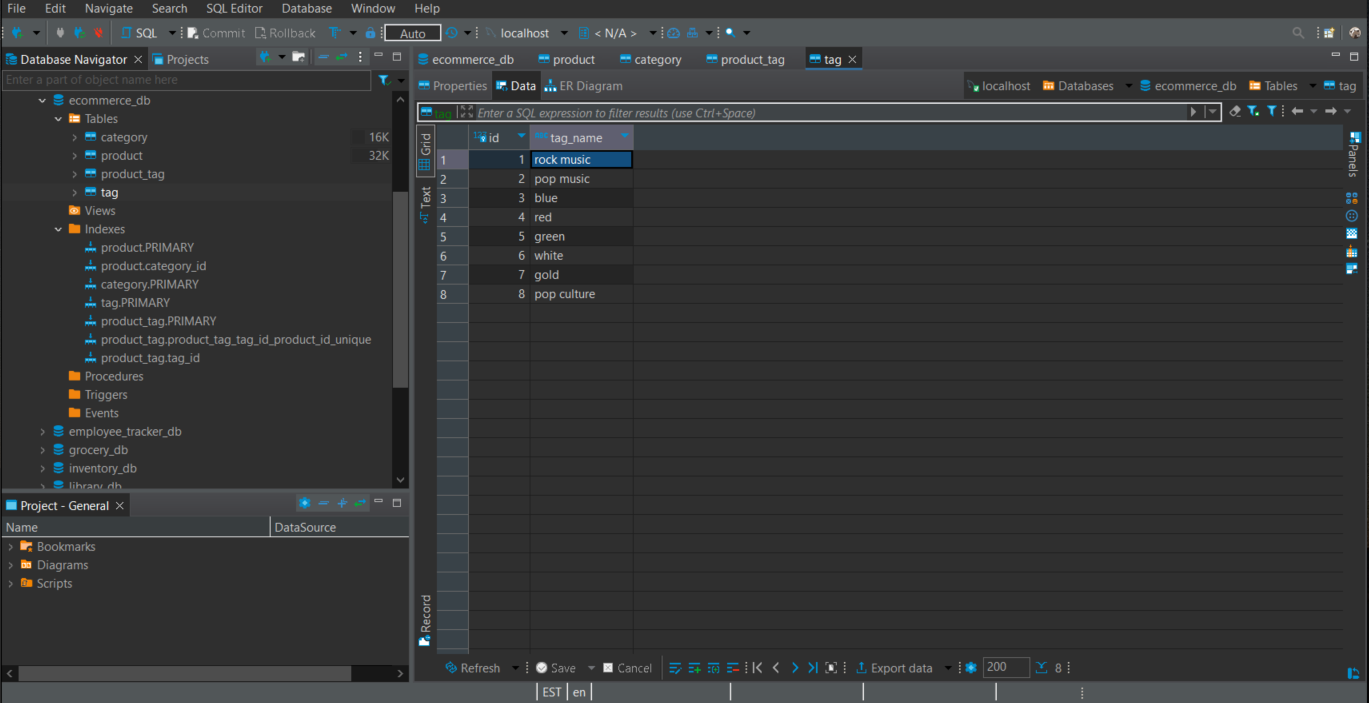 File Edit Navigate Search SQL Editor Database Window Help
SQL Commit Rollback Auto localhost < N/A >
Database Navigator Projects
Enter a part of object name here
ecommerce_db
Tables
category 16K
product 32K
product_tag
tag
Views
Indexes
product.PRIMARY
product.category_id
category.PRIMARY
tag.PRIMARY
product_tag.PRIMARY
product_tag.product_tag_tag_id_product_id_unique
product_tag.tag_id
Procedures
Triggers
Events
employee_tracker_db
grocery_db
inventory_db
library_db
Project - General
Name DataSource
Bookmarks
Diagrams
Scripts
ecommerce_db product category product_tag tag
Properties Data ER Diagram localhost Databases ecommerce_db Tables tag
tag Enter a SQL expression to filter results (use Ctrl+Space)
Grid
Text
Record
Panels
123 id tag_name
1 1 rock music
2 2 pop music
3 3 blue
4 4 red
5 5 green
6 6 white
7 7 gold
8 8 pop culture
Refresh Save Cancel Export data 200 8
EST en